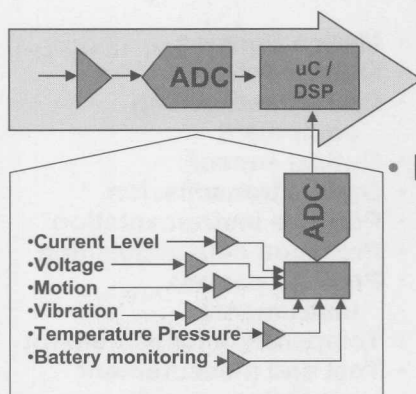 ADC
uC /
DSP
ADC
•Current Level
•Voltage
•Motion
•Vibration
•Temperature Pressure
•Battery monitoring